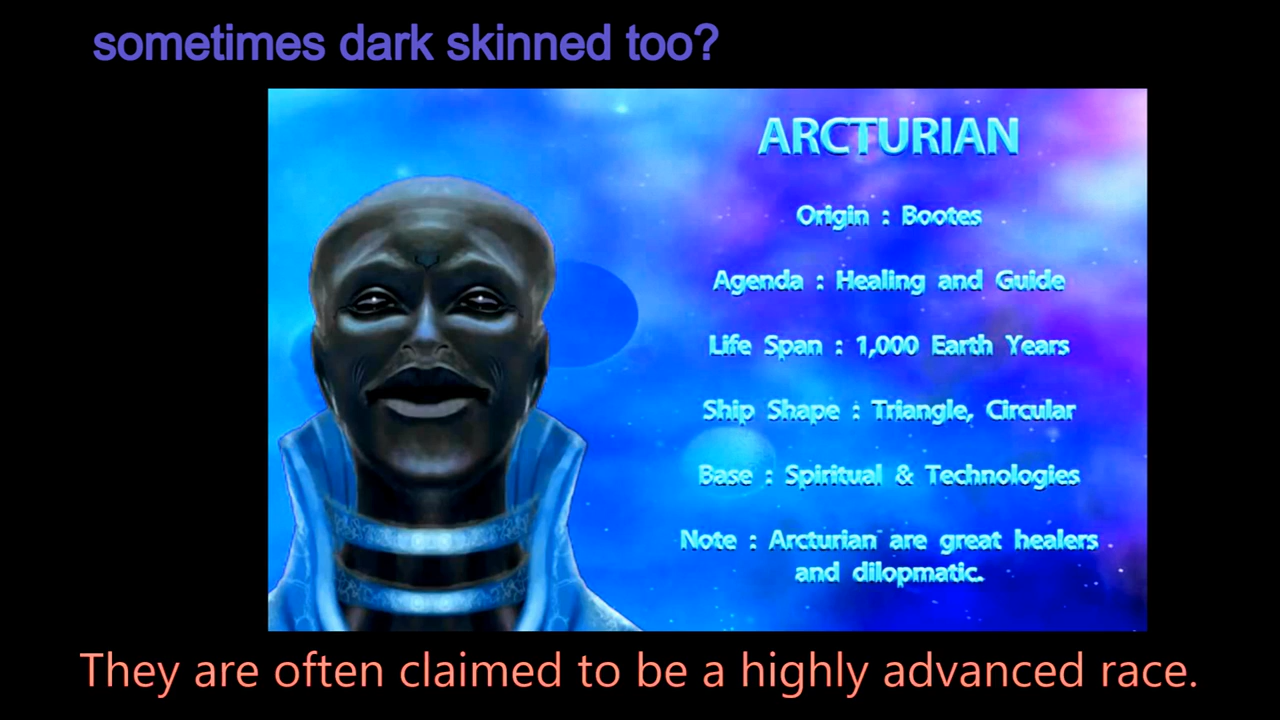 sometimes dark skinned too?
ARCTURIAN
Origin : Bootes
Agenda : Healing and Guide
Life Span : 1,000 Earth Years
Ship Shape : Triangle, Circular
Base : Spiritual & Technologies
Note : Arcturian are great healers
and dilopmatic.
They are often claimed to be a highly advanced race.